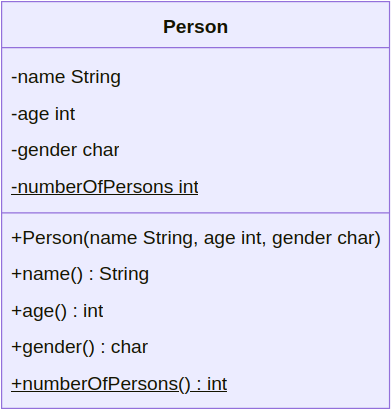 Person
-name String
-age int
-gender char
-numberOfPersons int
+Person(name String, age int, gender char)
+name() : String
+age() : int
+gender() : char
+numberOfPersons() : int